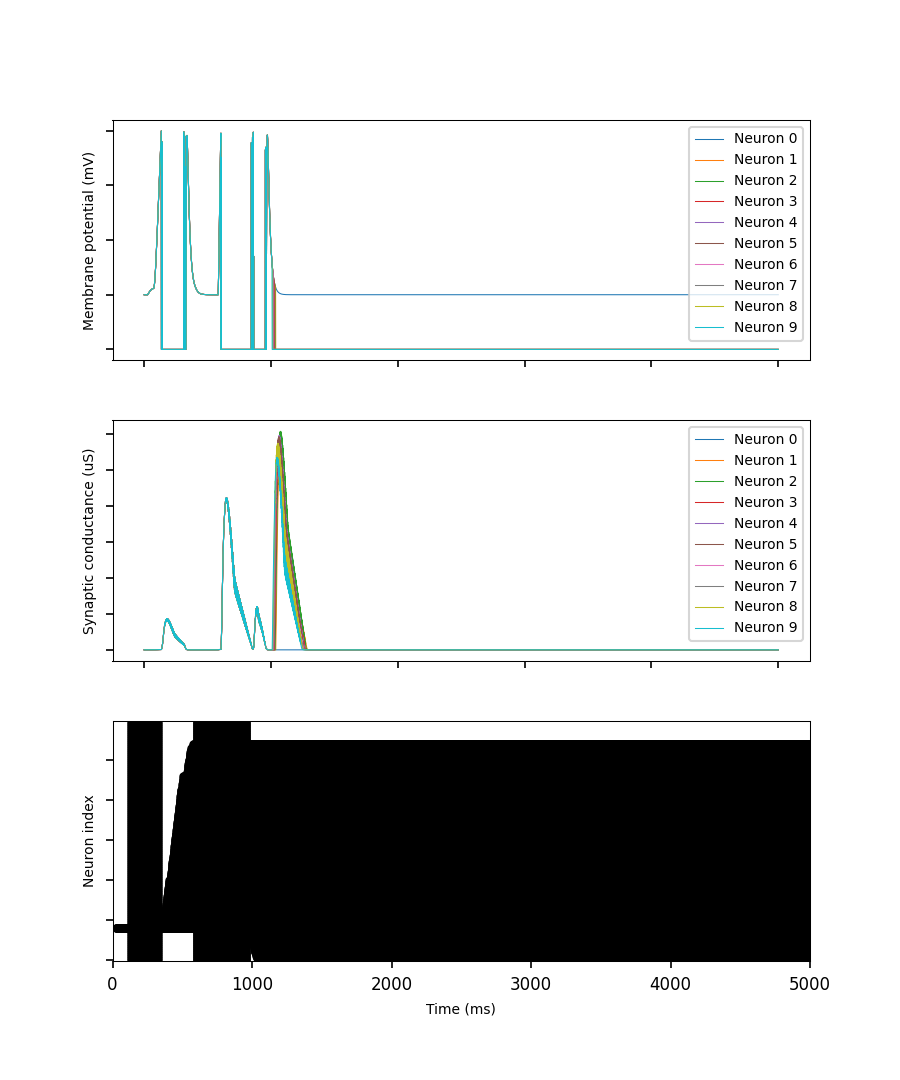 Membrane potential (mV)
Neuron 0
Neuron 1
Neuron 2
Neuron 3
Neuron 4
Neuron 5
Neuron 6
Neuron 7
Neuron 8
Neuron 9
Synaptic conductance (uS)
Neuron 0
Neuron 1
Neuron 2
Neuron 3
Neuron 4
Neuron 5
Neuron 6
Neuron 7
Neuron 8
Neuron 9
Neuron index
0 1000 2000 3000 4000 5000
Time (ms)